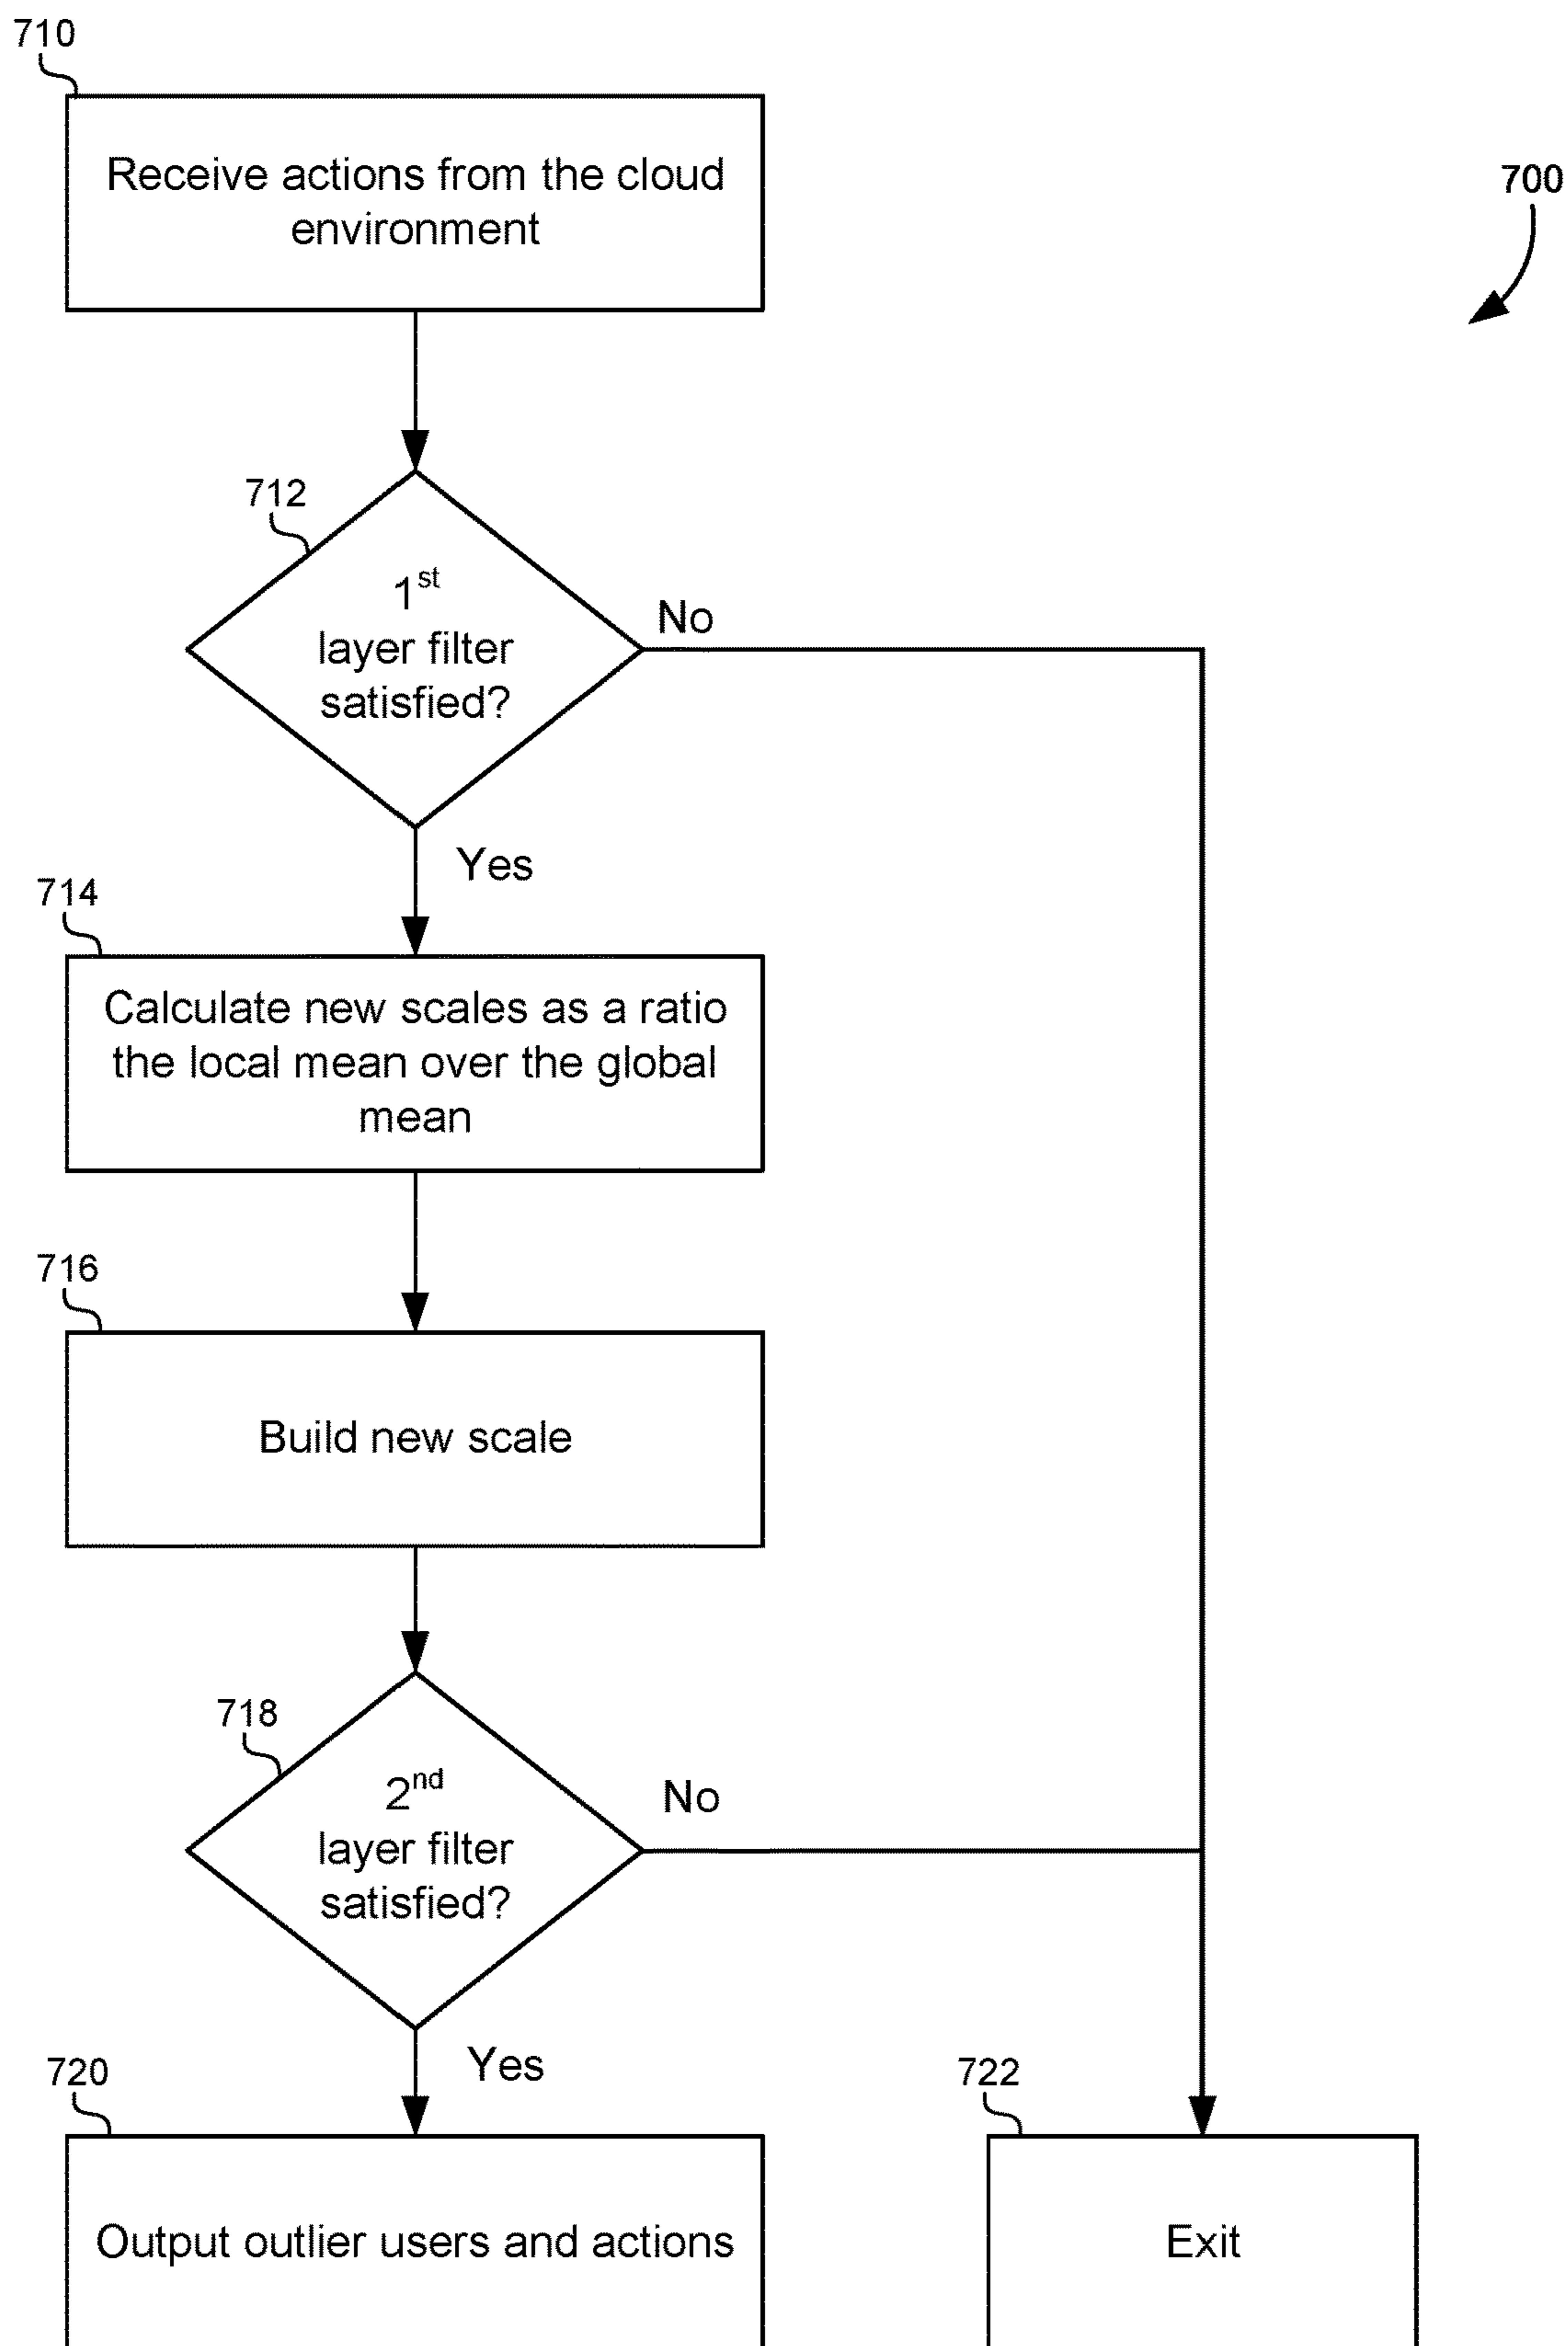 710
Receive actions from the cloud
environment
700
712
1st
layer filter
satisfied?
No
Yes
714
Calculate new scales as a ratio
the local mean over the global
mean
716
Build new scale
718
2nd
layer filter
satisfied?
No
Yes
720
Output outlier users and actions
722
Exit